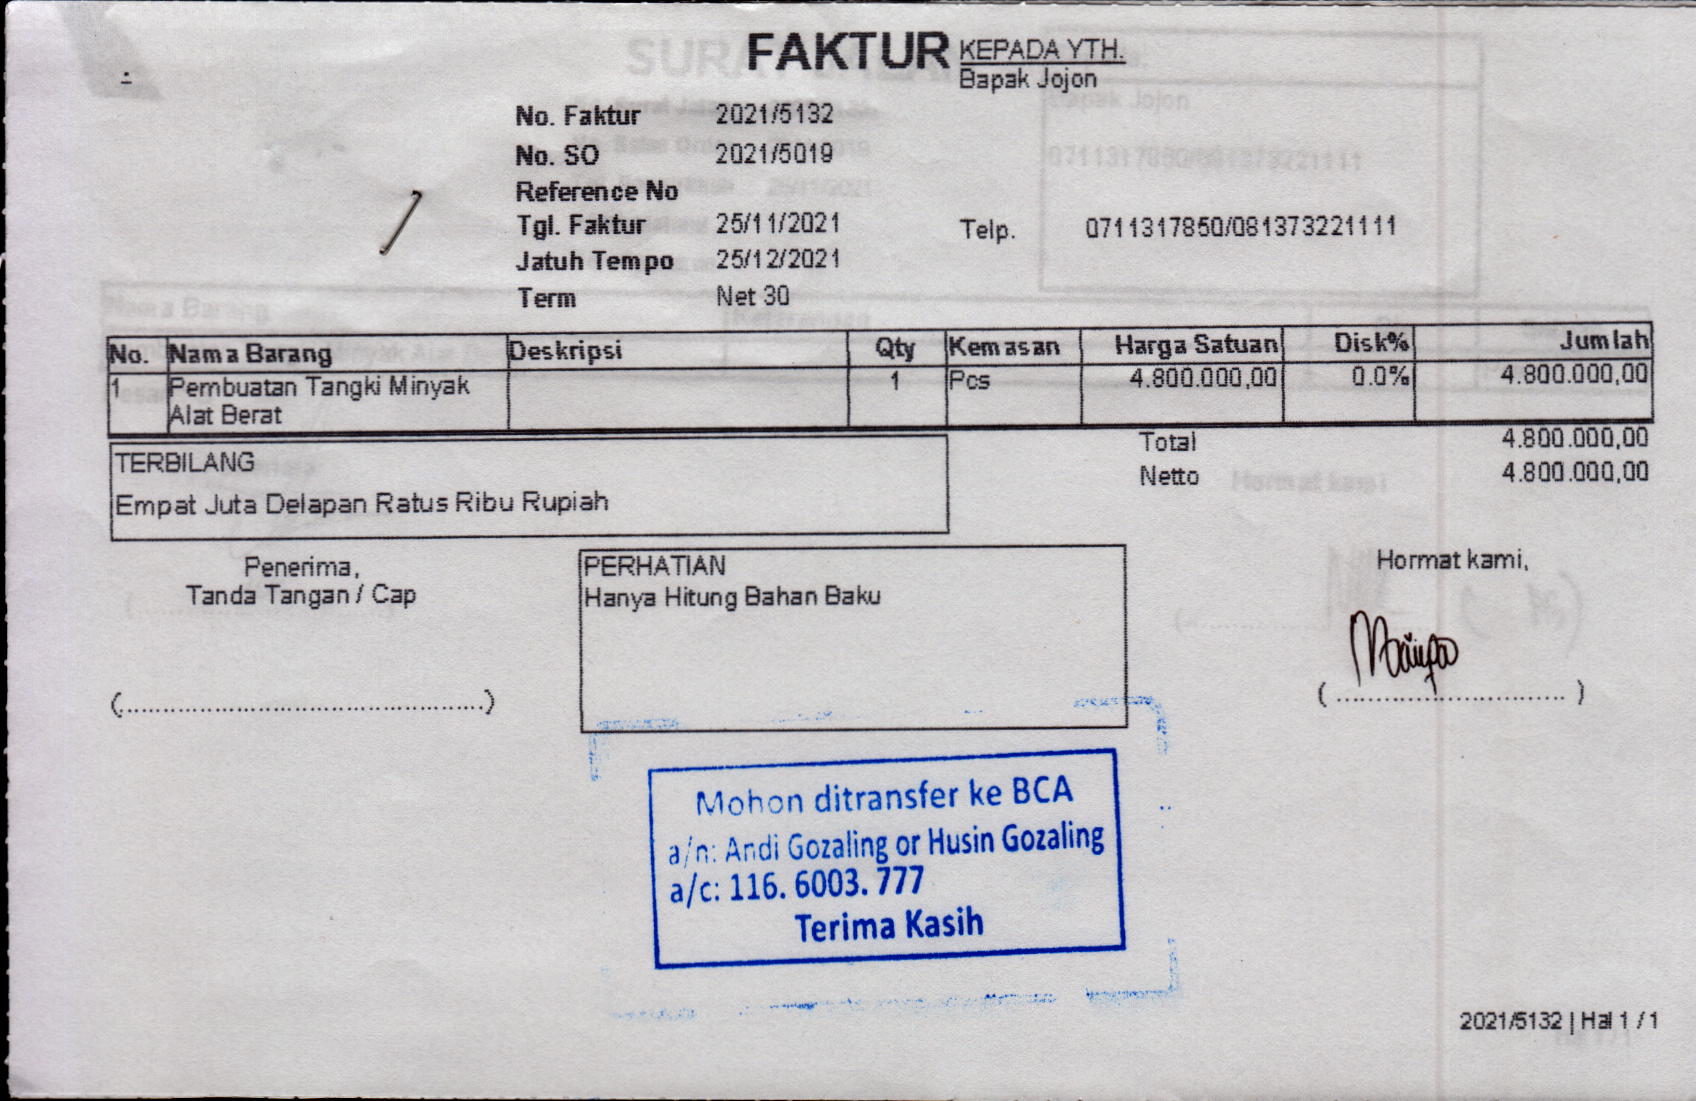 FAKTUR
KEPADA YTH.
Bapak Jojon
No. Faktur 2021/5132
No. SO 2021/5019
Reference No
Tgl. Faktur 25/11/2021
Telp. 0711317850/081373221111
Jatuh Tempo 25/12/2021
Term Net 30
No. Nama Barang Deskripsi Qty Kemasan Harga Satuan Disk% Jumlah
1 Pembuatan Tangki Minyak 1 Pcs 4.800.000,00 0.0% 4.800.000,00
Alat Berat
Total 4.800.000,00
TERBILANG
Netto 4.800.000,00
Empat Juta Delapan Ratus Ribu Rupiah
Penerima,
Tanda Tangan / Cap
PERHATIAN
Hanya Hitung Bahan Baku
Hormat kami,
(..............................................)
( ............................. )
Mohon ditransfer ke BCA
a/n: Andi Gozaling or Husin Gozaling
a/c: 116. 6003. 777
Terima Kasih
2021/5132 | Hal 1 / 1